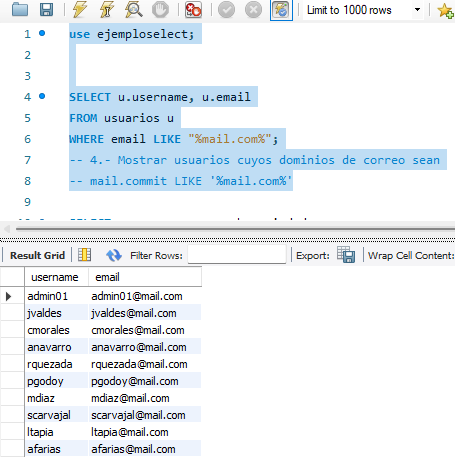 Limit to 1000 rows
1 use ejemploselect;
2
3
4 SELECT u.username, u.email
5 FROM usuarios u
6 WHERE email LIKE "%mail.com%";
7 -- 4.- Mostrar usuarios cuyos dominios de correo sean
8 -- mail.commit LIKE '%mail.com%'
9
Result Grid Filter Rows: Export: Wrap Cell Content:
username email
admin01 admin01@mail.com
jvaldes jvaldes@mail.com
cmorales cmorales@mail.com
anavarro anavarro@mail.com
rquezada rquezada@mail.com
pgodoy pgodoy@mail.com
mdiaz mdiaz@mail.com
scarvajal scarvajal@mail.com
ltapia ltapia@mail.com
afarias afarias@mail.com